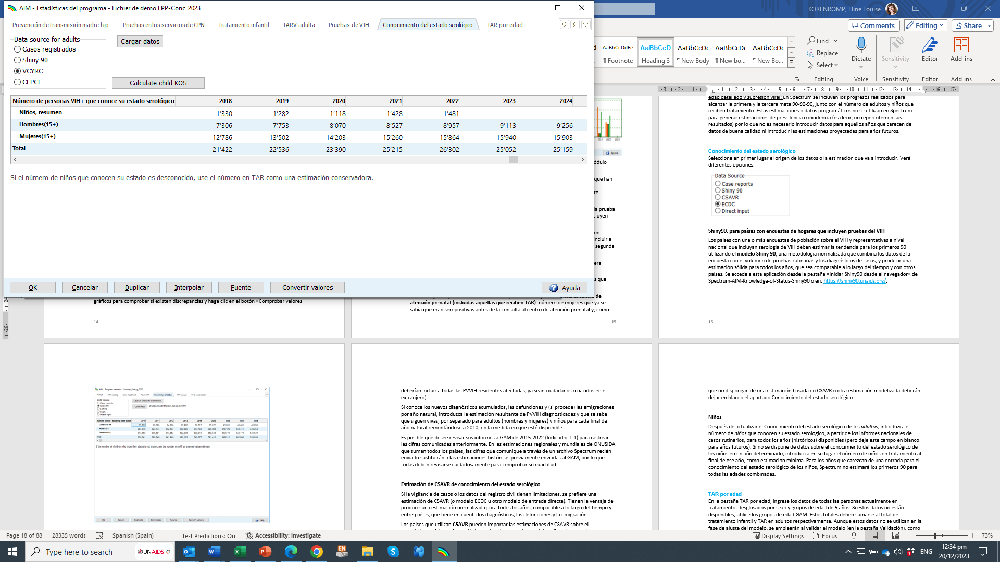 AIM - Estadísticas del programa - Fichier de demo EPP-Conc_2023
Prevención de transmisión madre-hijo
Pruebas en los servicios de CPN
Tratamiento infantil
TARV adulta
Pruebas de VIH
Conocimiento del estado serológico
TAR por edad
Data source for adults
Casos registrados
Shiny 90
VCYRC
CEPCE
Cargar datos
Calculate child KOS
Número de personas VIH+ que conoce su estado serológico 2018 2019 2020 2021 2022 2023 2024
Niños, resumen 1'330 1'282 1'118 1'428 1'481
Hombres(15+) 7'306 7'753 8'070 8'527 8'957 9'113 9'256
Mujeres(15+) 12'786 13'502 14'203 15'260 15'864 15'940 15'903
Total 21'422 22'536 23'390 25'215 26'302 25'052 25'159
Si el número de niños que conocen su estado es desconocido, use el número en TAR como una estimación conservadora.
OK
Cancelar
Duplicar
Interpolar
Fuente
Convertir valores
Ayuda
KORENROMP, Eline Louise
Comments
Editing
Share
AaBbCcDdEe
¶ Footnote
AaBbCcD
Heading 3
AaBbCcDc
¶ New Body
AaBbCcDc
¶ New bo...
AaBbCcDc
¶ New Bo...
Find
Replace
Select
Editing
Dictate
Voice
Sensitivity
Sensitivity
Editor
Editor
Add-ins
Add-ins
gráficos para comprobar si existen discrepancias y haga clic en el botón «Comprobar valores
14
Ayuda
ódulo
que han
te
la prueba
cluyen
on
incluir a
segunda
era
s que
atención prenatal (incluidas aquellas que reciben TAR): número de mujeres que ya se
sabía que eran seropositivas antes de la consulta al centro de atención prenatal y, como
15
edad detallado y supresión viral: En Spectrum se incluyen los progresos realizados para
alcanzar la primera y la tercera meta 90-90-90, junto con el número de adultos y niños que
reciben tratamiento. Estas estimaciones o datos programáticos no se utilizan en Spectrum
para generar estimaciones de prevalencia o incidencia (es decir, no repercuten en sus
resultados) por lo que no es necesario introducir datos para aquellos años que carecen de
datos de buena calidad ni introducir las estimaciones proyectadas para años futuros.
Conocimiento del estado serológico
Seleccione en primer lugar el origen de los datos o la estimación que va a introducir. Verá
diferentes opciones:
Data Source
Case reports
Shiny 90
CSAVR
ECDC
Direct input
Shiny90, para países con encuestas de hogares que incluyen pruebas del VIH
Los países con una o más encuestas de población sobre el VIH y representativas a nivel
nacional que incluyan serología de VIH deben estimar la tendencia para los primeros 90
utilizando el modelo Shiny 90, una metodología normalizada que combina los datos de la
encuesta con el volumen de pruebas rutinarias y los diagnósticos de casos, y producir una
estimación sólida para todos los años, que sea comparable a lo largo del tiempo y con otros
países. Se accede a esta aplicación desde la pestaña «Iniciar Shiny90 desde el navegador» de
Spectrum-AIM-Knowledge-of-Status-Shiny90 o en: https://shiny90.unaids.org/.
16
AIM - Program statistics - Country_Final_g_2020
Data Source
Case reports
Shiny 90
CSAVR
ECDC
Direct input
Launch Shiny 90 in browser
Load data
If the number of children who know their status is not known, use the number on ART as a conservative estimate.
deberían incluir a todas las PVVIH residentes afectadas, ya sean ciudadanos o nacidos en el
extranjero).
Si conoce los nuevos diagnósticos acumulados, las defunciones y (si procede) las emigraciones
por año natural, introduzca la estimación resultante de PVVIH diagnosticadas y que se sabe
que siguen vivas, por separado para adultos (hombres y mujeres) y niños para cada final de
año natural remontándose a 2010, en la medida en que esté disponible.
Es posible que desee revisar sus informes a GAM de 2015-2022 (Indicador 1.1) para rastrear
las cifras comunicadas anteriormente. En las estimaciones regionales y mundiales de ONUSIDA
que suman todos los países, las cifras que comunique a través de un archivo Spectrum recién
enviado sustituirán a las estimaciones históricas previamente enviadas al GAM, por lo que
todas deben revisarse cuidadosamente para comprobar su exactitud.
Estimación de CSAVR de conocimiento del estado serológico
Si la vigilancia de casos o los datos del registro civil tienen limitaciones, se prefiere una
estimación de CSAVR (o modelo ECDC u otro modelo de entrada directa). Tienen la ventaja de
producir una estimación normalizada para todos los años, comparable a lo largo del tiempo y
entre países, que tiene en cuenta los diagnósticos, las defunciones y la emigración.
Los países que utilizan CSAVR pueden importar las estimaciones de CSAVR sobre el
que no dispongan de una estimación basada en CSAVR u otra estimación modelizada deberán
dejar en blanco el apartado Conocimiento del estado serológico.
Niños
Después de actualizar el Conocimiento del estado serológico de los adultos, introduzca el
número de niños que conocen su estado serológico, a partir de los informes nacionales de
casos rutinarios, para todos los años (históricos) disponibles (pero deje este campo en blanco
para años futuros). Si no se dispone de datos sobre el conocimiento del estado serológico de
los niños en un año determinado, introduzca en su lugar el número de niños en tratamiento al
final de ese año, como estimación mínima. Para los años que carezcan de una entrada para el
conocimiento del estado serológico de los niños, Spectrum no estimará los primeros 90 para
todas las edades combinadas.
TAR por edad
En la pestaña TAR por edad, ingrese los datos de todas las personas actualmente en
tratamiento, desglosados por sexo y grupos de edad de 5 años. Si estos datos no están
disponibles, utilice los grupos de edad GAM. Estos totales deben sumarse al total de
tratamiento infantil y TAR en adultos respectivamente. Aunque estos datos no se utilizan en la
fase de ajuste del modelo, se emplearán al validar el modelo (en la pestaña Validación), como
Page 18 of 88
28335 words
Spanish (Spain)
Text Predictions: On
Accessibility: Investigate
Display Settings
Focus
73%
Type here to search
UNAIDS
ENG
12:34 pm
20/12/2023